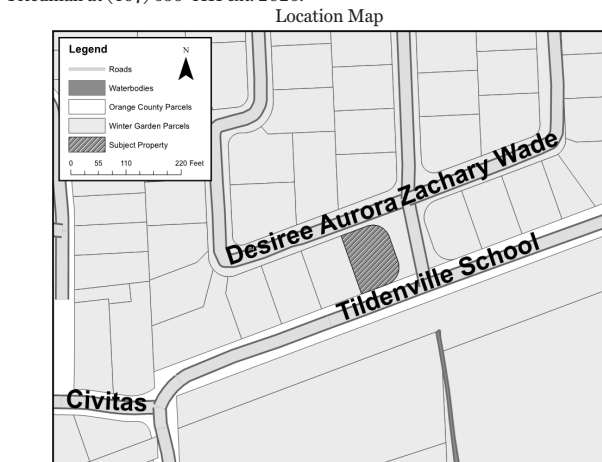 Location Map
Legend
N
Roads
Waterbodies
Orange County Parcels
Winter Garden Parcels
Subject Property
0 55 110 220 Feet
Desiree Aurora
Zachary Wade
Tildenville School
Civitas